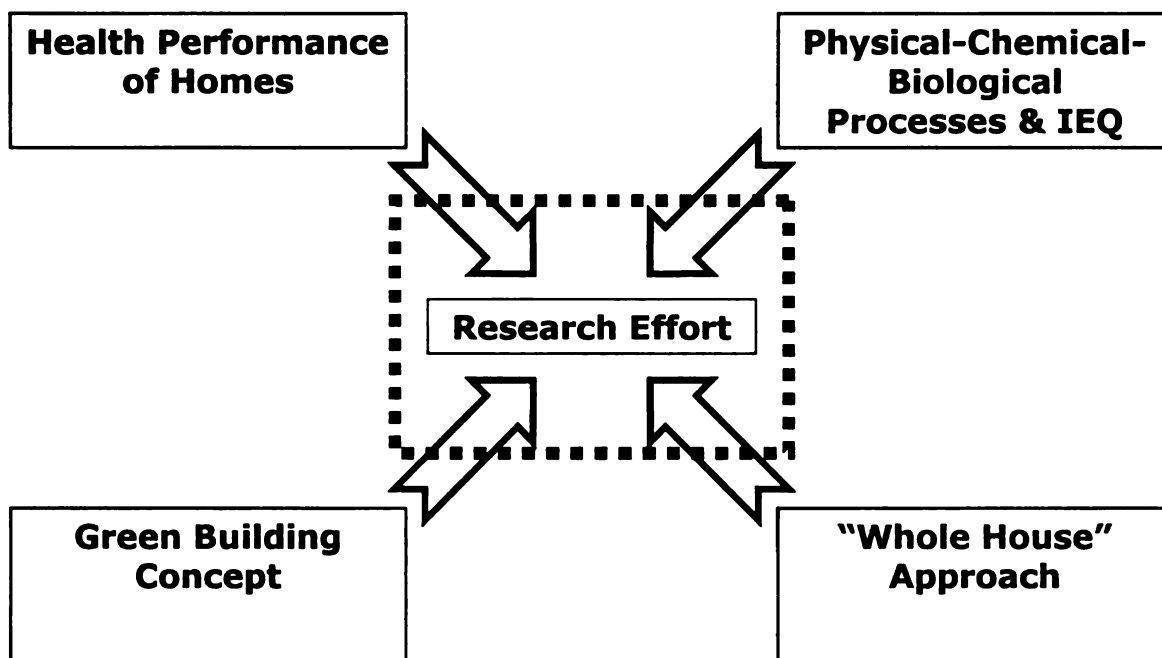 Health Performance
of Homes
Physical-Chemical-
Biological
Processes & IEQ
Research Effort
Green Building
Concept
“Whole House”
Approach